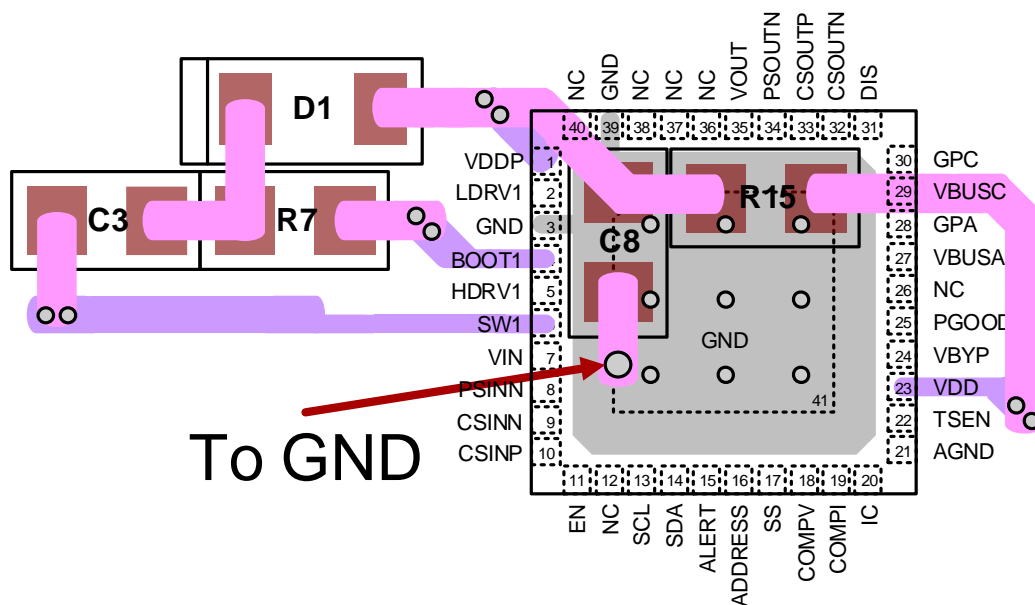 NC
GND
NC
NC
NC
VOUT
PSOUTN
CSOUTP
CSOUTN
DIS
40 39 38 37 36 35 34 33 32 31
D1
C3
R7
R15
C8
VDDP 1
LDRV1 2
GND 3
BOOT1
HDRV1 5
SW1
VIN 7
PSINN 8
CSINN 9
CSINP 10
30 GPC
29 VBUSC
28 GPA
27 VBUSA
26 NC
25 PGOOD
24 VBYP
23 VDD
22 TSEN
21 AGND
GND
41
To GND
11 12 13 14 15 16 17 18 19 20
EN
NC
SCL
SDA
ALERT
ADDRESS
SS
COMPV
COMPI
IC